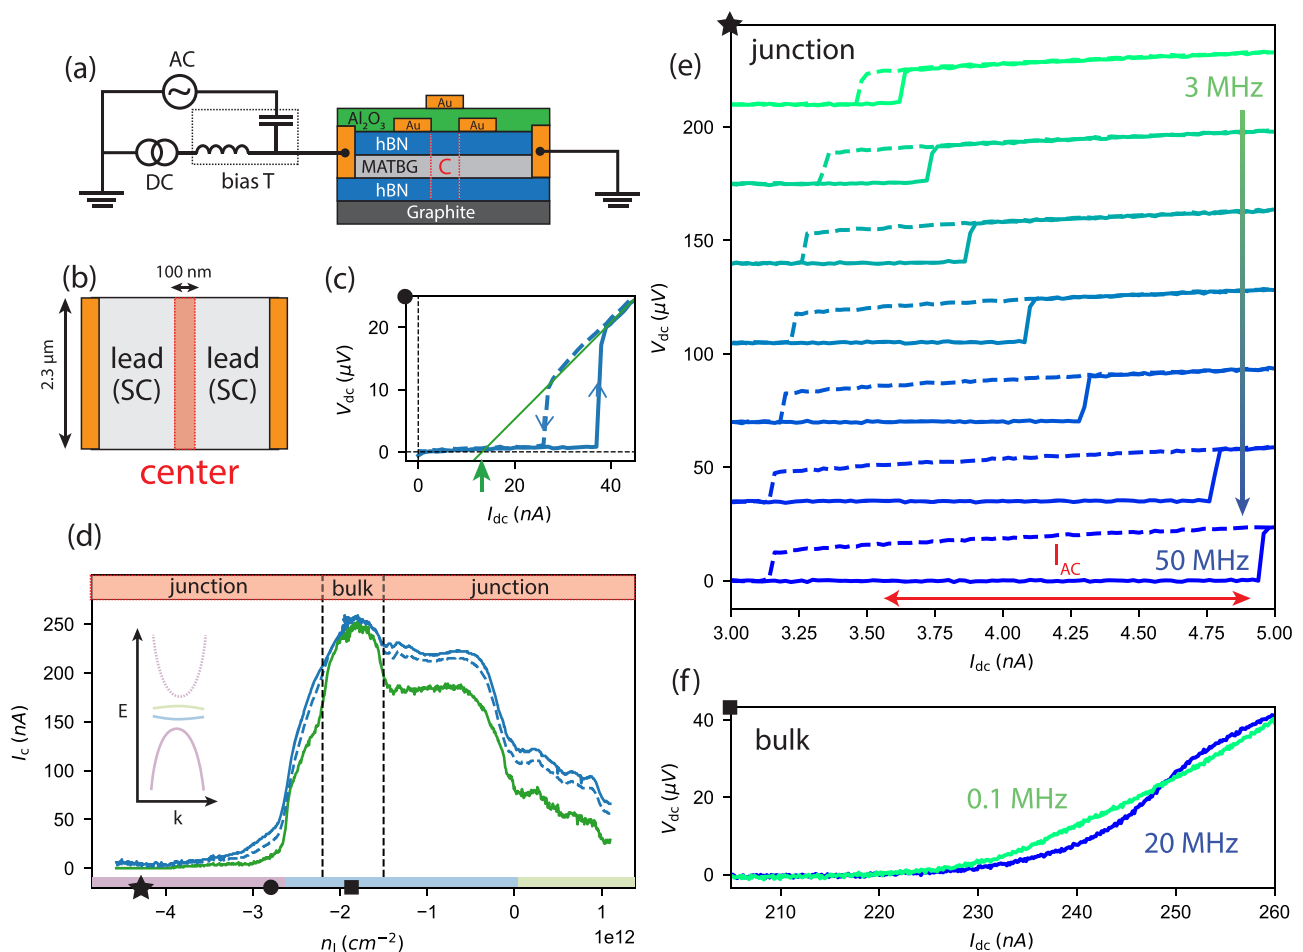 (a)
AC
DC
bias T
Au
Al2O3
Au
Au
hBN
MATBG
C
hBN
Graphite
(b)
100 nm
2.3 μm
lead
(SC)
lead
(SC)
center
(c)
20
10
0
Vdc (μV)
0
20
40
Idc (nA)
(d)
junction
bulk
junction
250
200
150
100
50
0
Ic (nA)
E
k
−4
−3
−2
−1
0
1
1e12
nl (cm−2)
(e)
junction
3 MHz
50 MHz
IAC
200
150
100
50
0
Vdc (μV)
3.00
3.25
3.50
3.75
4.00
4.25
4.50
4.75
5.00
Idc (nA)
(f)
bulk
0.1 MHz
20 MHz
40
20
0
Vdc (μV)
210
220
230
240
250
260
Idc (nA)